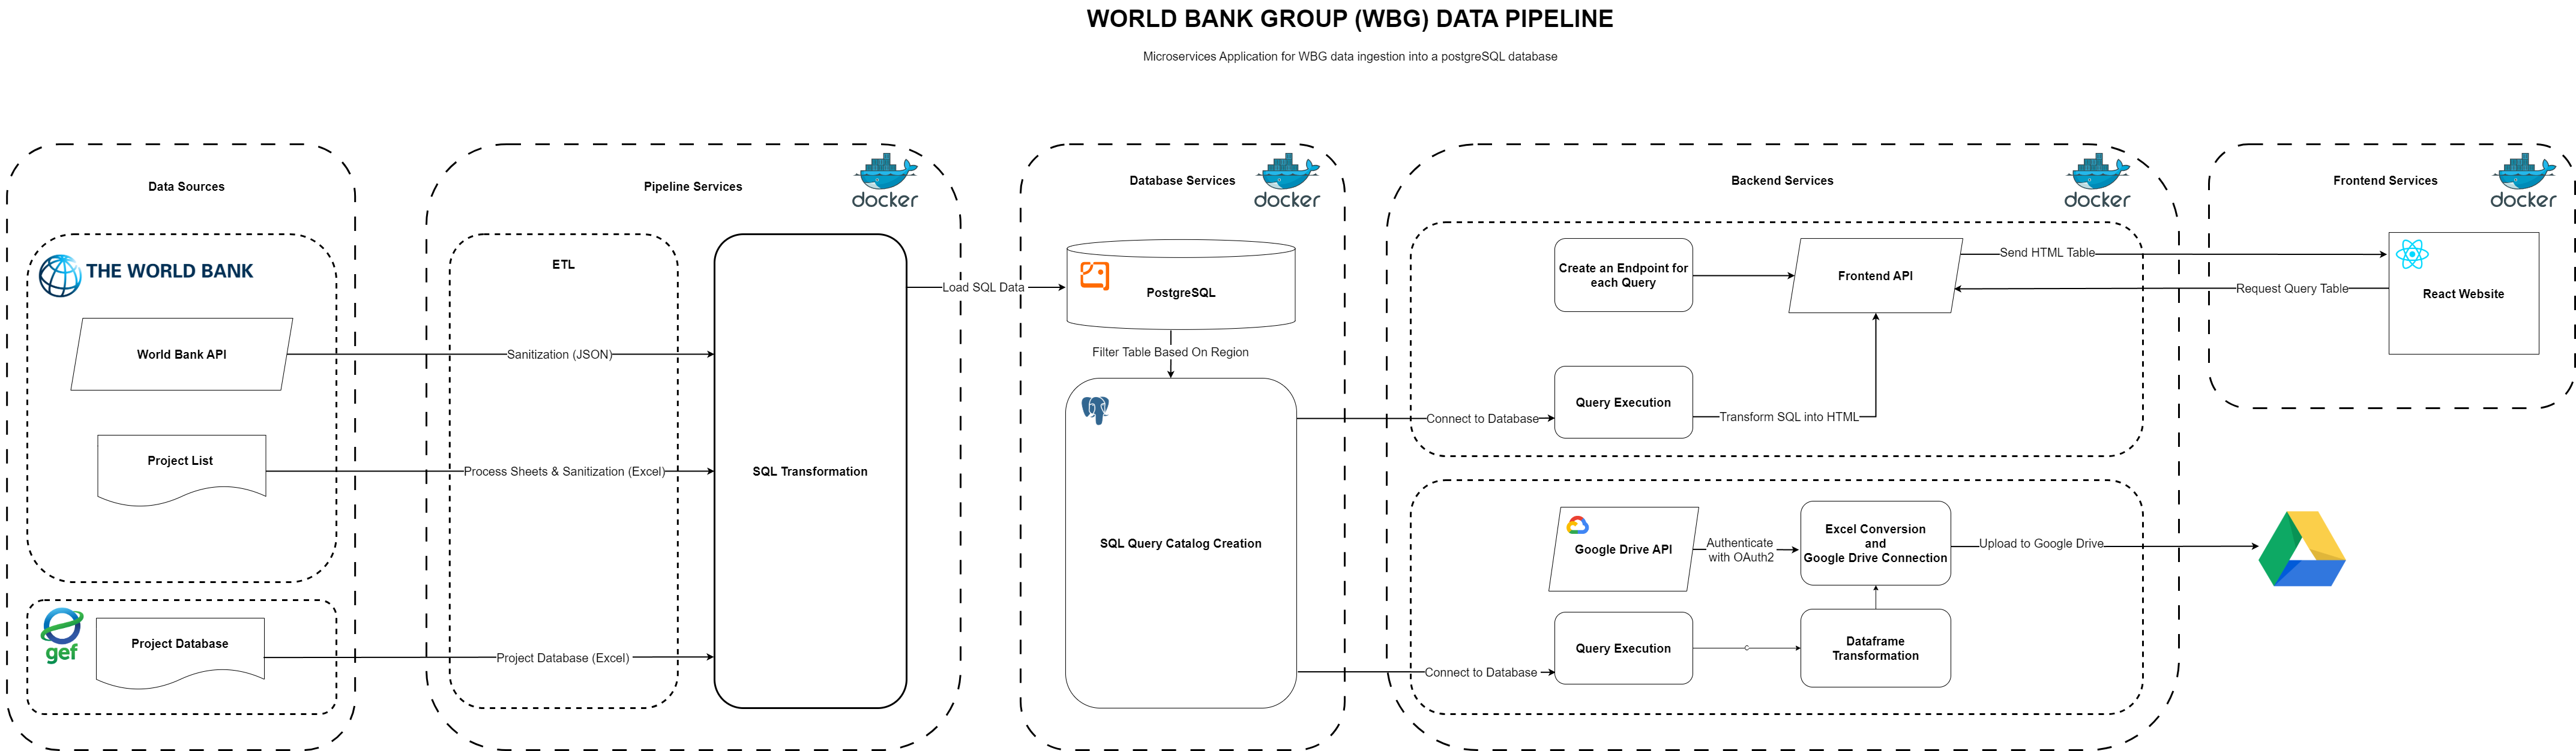 WORLD BANK GROUP (WBG) DATA PIPELINE
Microservices Application for WBG data ingestion into a postgreSQL database
Data Sources
THE WORLD BANK
World Bank API
Project List
gef
Project Database
Pipeline Services
docker
ETL
Sanitization (JSON)
Process Sheets & Sanitization (Excel)
Project Database (Excel)
SQL Transformation
Load SQL Data
Database Services
docker
PostgreSQL
Filter Table Based On Region
SQL Query Catalog Creation
Connect to Database
Connect to Database
Backend Services
docker
Create an Endpoint for
each Query
Frontend API
Query Execution
Transform SQL into HTML
Send HTML Table
Request Query Table
Google Drive API
Authenticate
with OAuth2
Excel Conversion
and
Google Drive Connection
Upload to Google Drive
Query Execution
Dataframe
Transformation
Frontend Services
docker
React Website